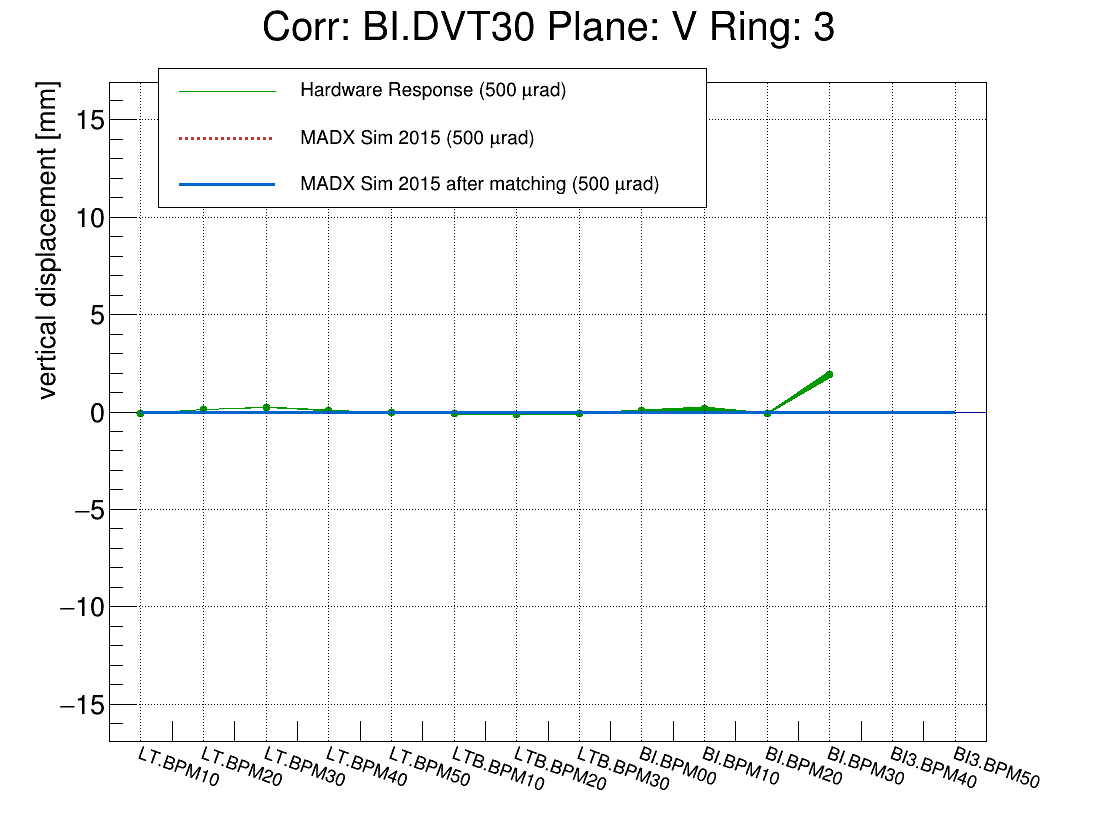 Corr: BI.DVT30 Plane: V Ring: 3
Hardware Response (500 μrad)
MADX Sim 2015 (500 μrad)
MADX Sim 2015 after matching (500 μrad)
vertical displacement [mm]
15
10
5
0
−5
−10
−15
LT.BPM10
LT.BPM20
LT.BPM30
LT.BPM40
LT.BPM50
LTB.BPM10
LTB.BPM20
LTB.BPM30
BI.BPM00
BI.BPM10
BI.BPM20
BI.BPM30
BI3.BPM40
BI3.BPM50